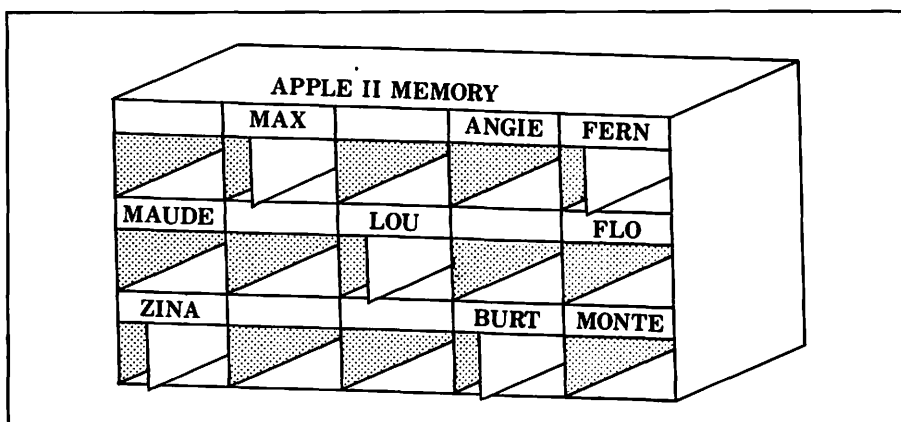 APPLE II MEMORY
MAX ANGIE FERN
MAUDE LOU FLO
ZINA BURT MONTE